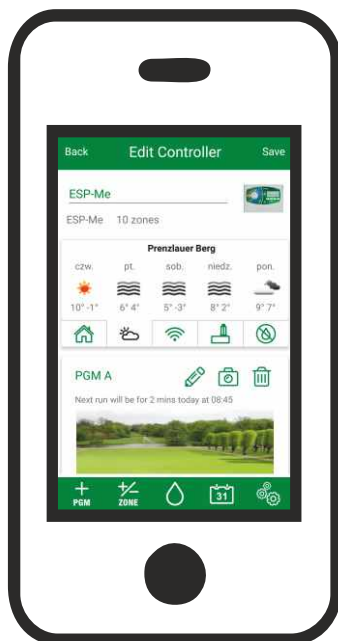 Back Edit Controller Save
ESP-Me
ESP-Me 10 zones
Prenzlauer Berg
czw. pt. sob. niedz. pon.
10° -1° 6° 4° 5° -3° 8° 2° 9° 7°
PGM A
Next run will be for 2 mins today at 08:45
+ +/- 31
PGM ZONE